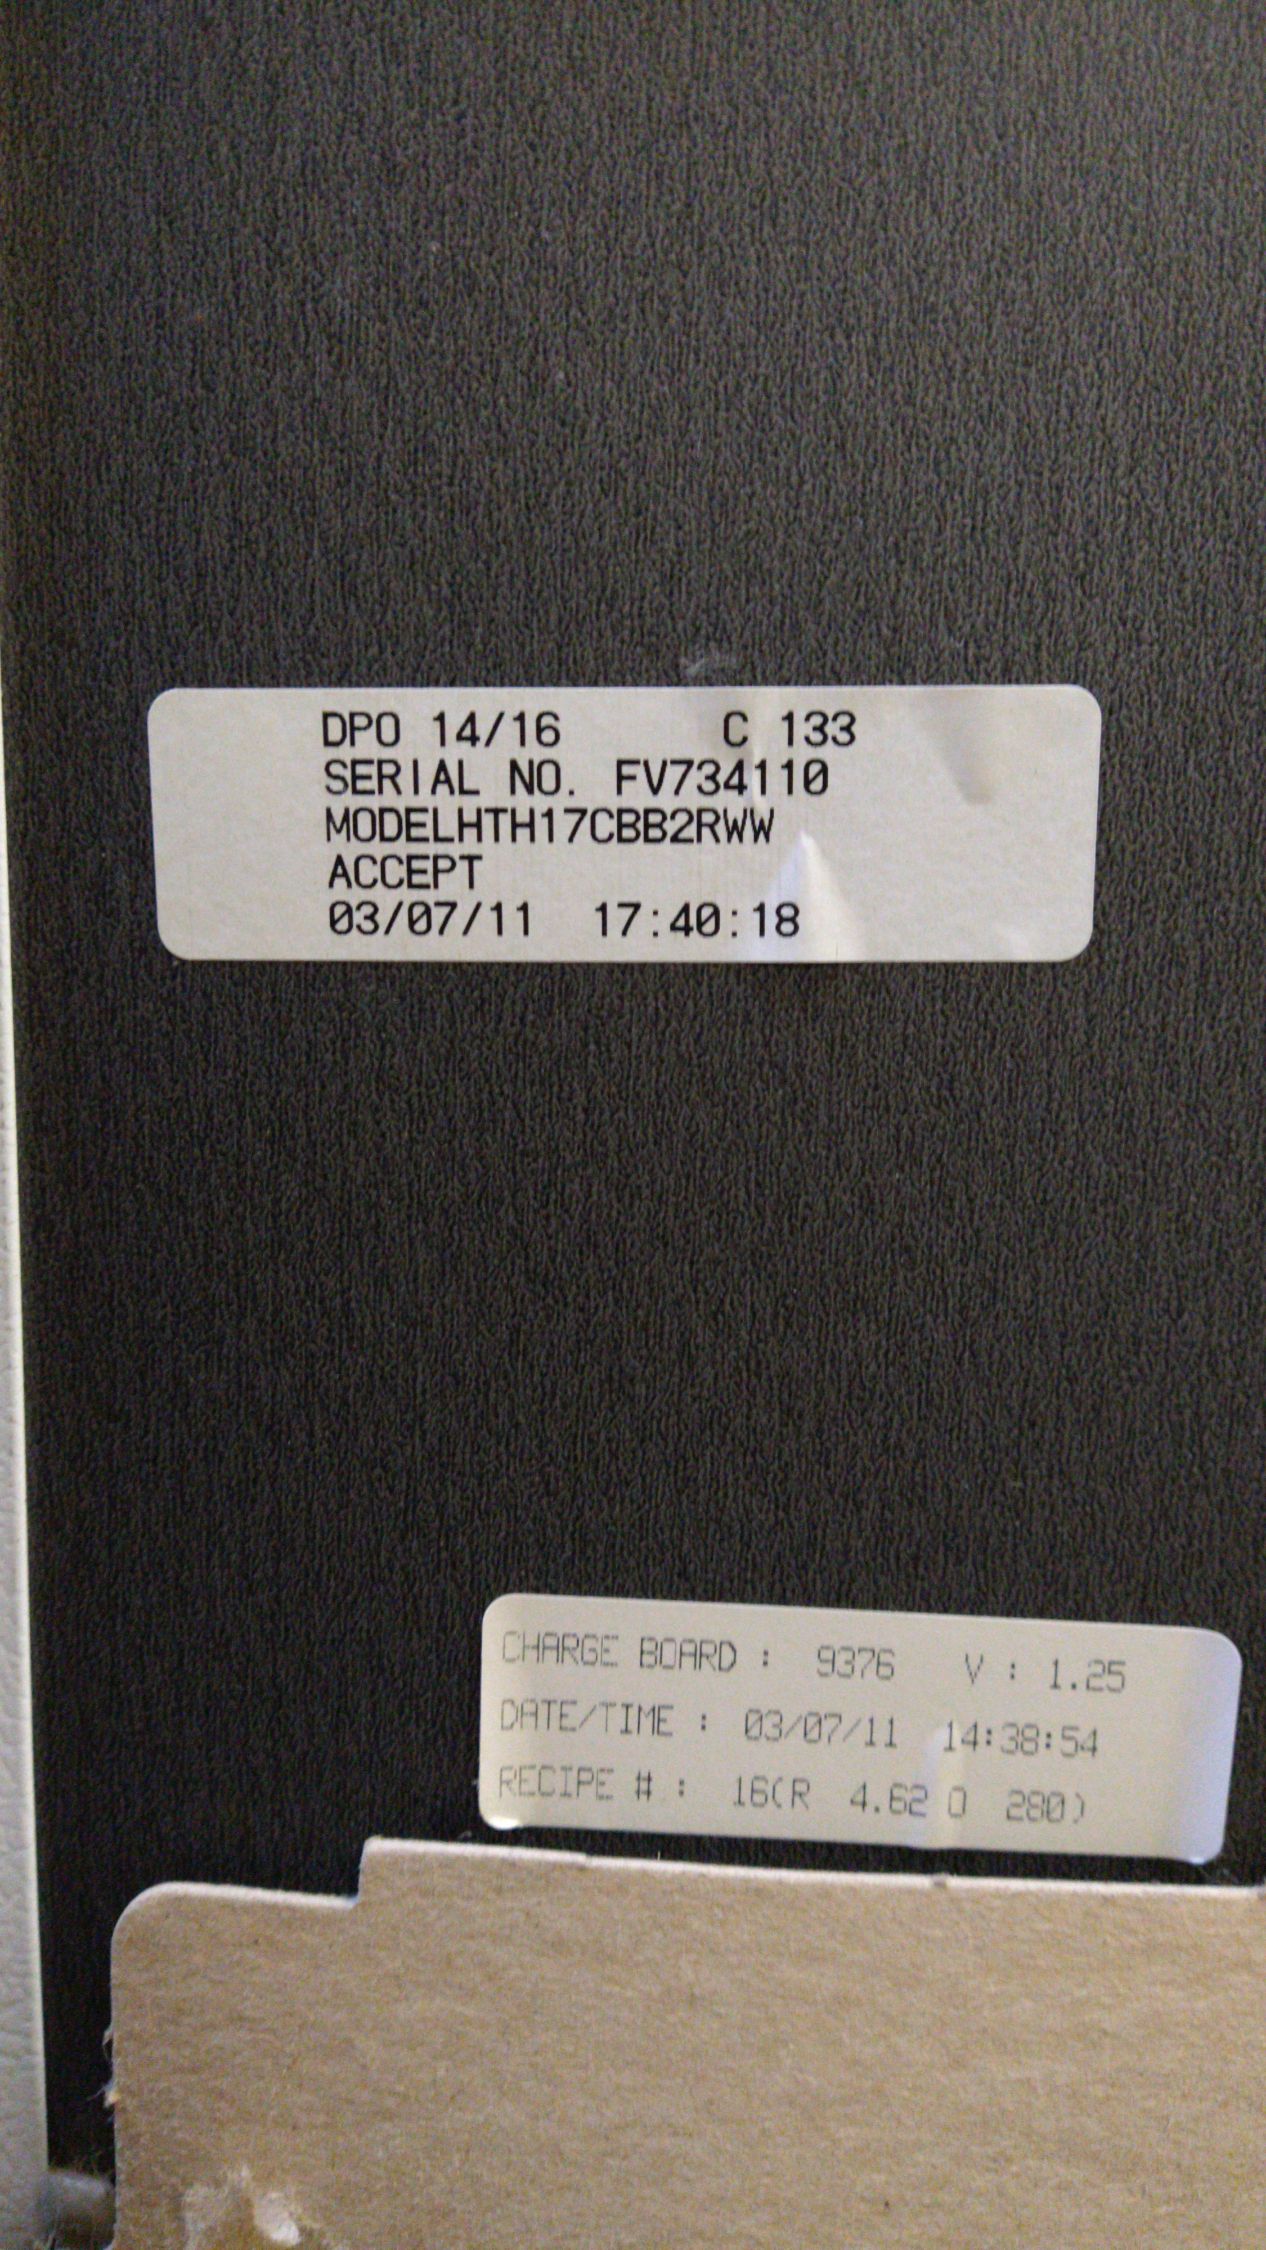 DPO 14/16 C 133
SERIAL NO. FV734110
MODELHTH17CBB2RWW
ACCEPT
03/07/11 17:40:18
CHARGE BOARD : 9376 V : 1.25
DATE/TIME : 03/07/11 14:38:54
RECIPE # : 16(R 4.62 O 280)